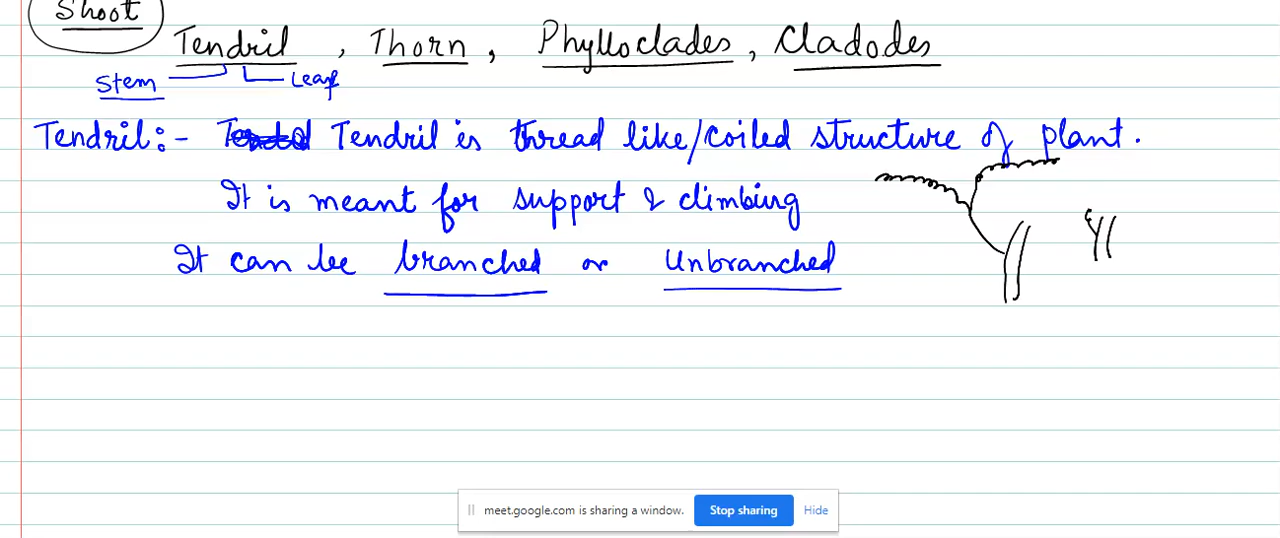 Shoot
Tendril, Thorn, Phylloclades, Cladodes
Stem Leaf
Tendril:- Tendril is thread like/coiled structure of plant.
It is meant for support & climbing
It can be branched or Unbranched
meet.google.com is sharing a window. Stop sharing Hide